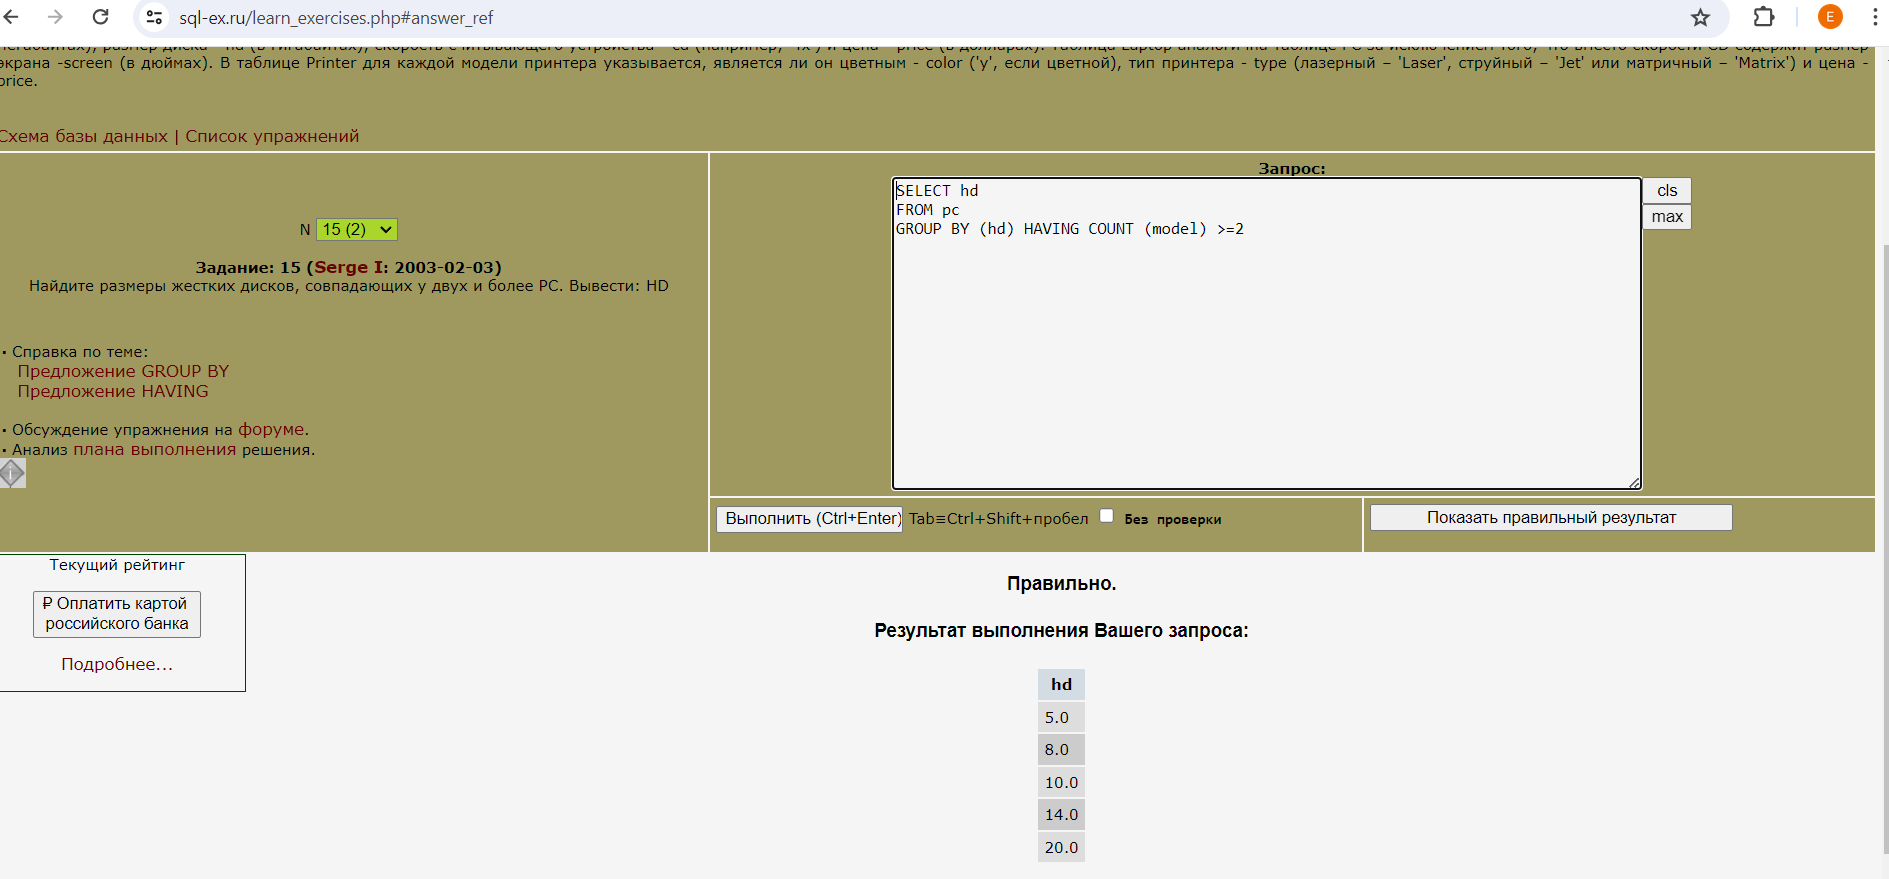 sql-ex.ru/learn_exercises.php#answer_ref
E
экрана -screen (в дюймах). В таблице Printer для каждой модели принтера указывается, является ли он цветным - color ('y', если цветной), тип принтера - type (лазерный – 'Laser', струйный – 'Jet' или матричный – 'Matrix') и цена -
price.
Схема базы данных | Список упражнений
Запрос:
SELECT hd
FROM pc
GROUP BY (hd) HAVING COUNT (model) >=2
cls
max
N 15 (2)
Задание: 15 (Serge I: 2003-02-03)
Найдите размеры жестких дисков, совпадающих у двух и более PC. Вывести: HD
· Справка по теме:
Предложение GROUP BY
Предложение HAVING
· Обсуждение упражнения на форуме.
· Анализ плана выполнения решения.
Выполнить (Ctrl+Enter) Tab≡Ctrl+Shift+пробел Без проверки
Показать правильный результат
Текущий рейтинг
₽ Оплатить картой
российского банка
Подробнее...
Правильно.
Результат выполнения Вашего запроса:
hd
5.0
8.0
10.0
14.0
20.0